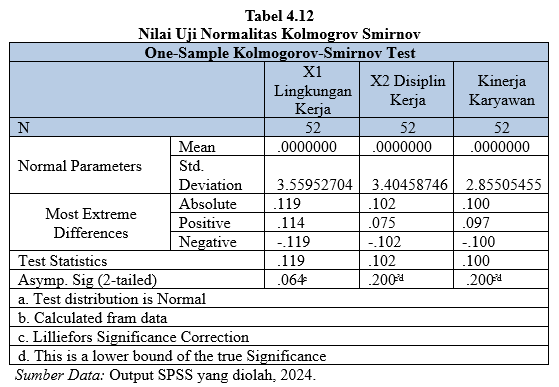 Tabel 4.12
Nilai Uji Normalitas Kolmogrov Smirnov
One-Sample Kolmogorov-Smirnov Test
X1 Lingkungan Kerja X2 Disiplin Kerja Kinerja Karyawan
N 52 52 52
Normal Parameters Mean .0000000 .0000000 .0000000
Std. Deviation 3.55952704 3.40458746 2.85505455
Most Extreme Differences Absolute .119 .102 .100
Positive .114 .075 .097
Negative -.119 -.102 -.100
Test Statistics .119 .102 .100
Asymp. Sig (2-tailed) .064c .200c,d .200c,d
a. Test distribution is Normal
b. Calculated fram data
c. Lilliefors Significance Correction
d. This is a lower bound of the true Significance
Sumber Data: Output SPSS yang diolah, 2024.